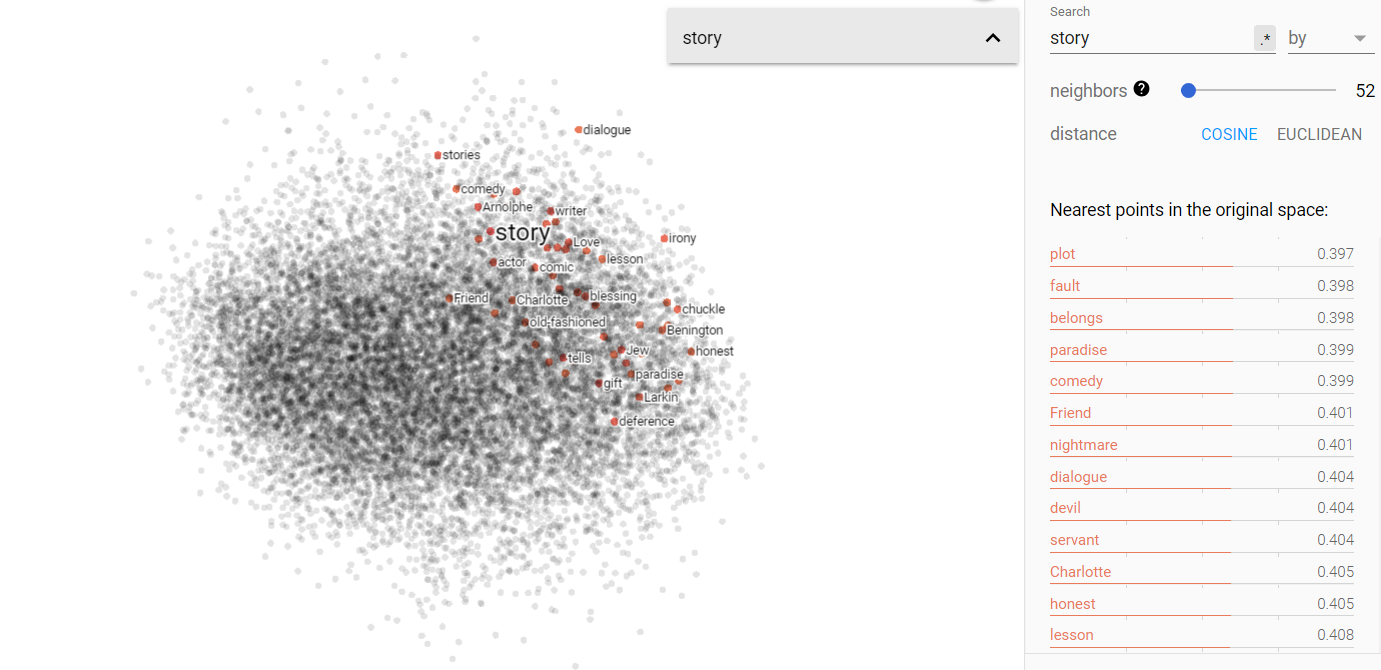 story
Search
story
.*
by
neighbors ?
52
distance
COSINE
EUCLIDEAN
Nearest points in the original space:
plot 0.397
fault 0.398
belongs 0.398
paradise 0.399
comedy 0.399
Friend 0.401
nightmare 0.401
dialogue 0.404
devil 0.404
servant 0.404
Charlotte 0.405
honest 0.405
lesson 0.408
dialogue
stories
comedy
Arnolphe
writer
story
Love
irony
lesson
actor
comic
Friend
Charlotte
blessing
chuckle
old-fashioned
Benington
Jew
honest
tells
paradise
gift
Larkin
deference